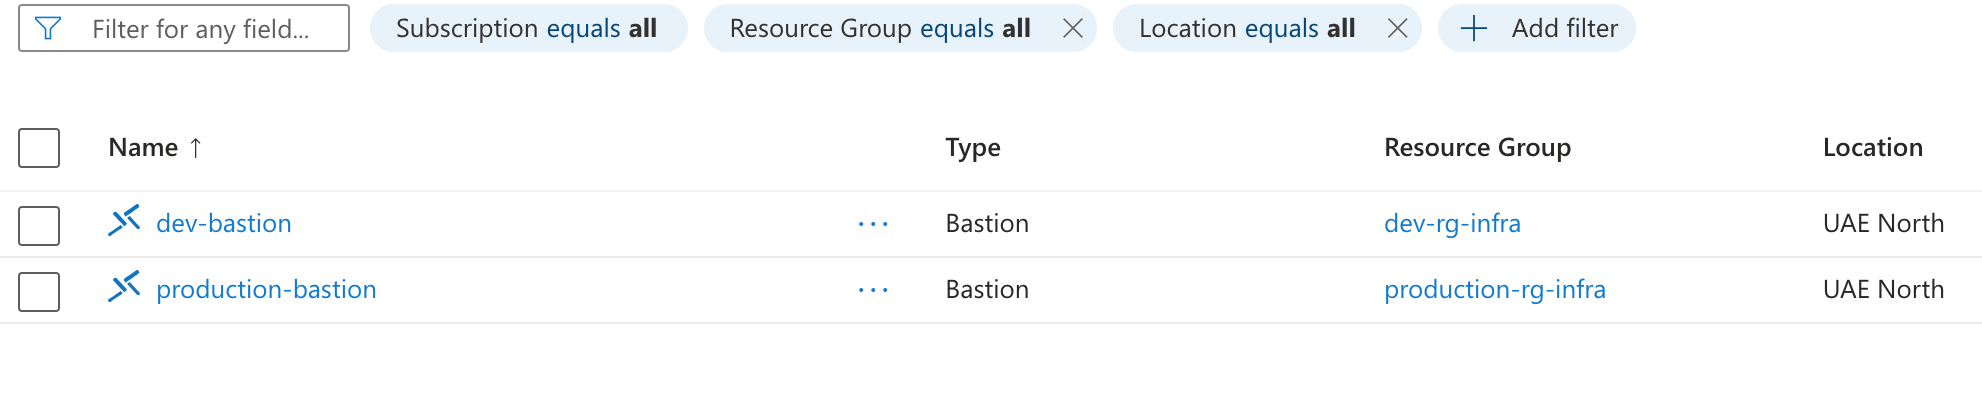 Filter for any field... Subscription equals all Resource Group equals all Location equals all Add filter
Name ↑ Type Resource Group Location
dev-bastion ... Bastion dev-rg-infra UAE North
production-bastion ... Bastion production-rg-infra UAE North